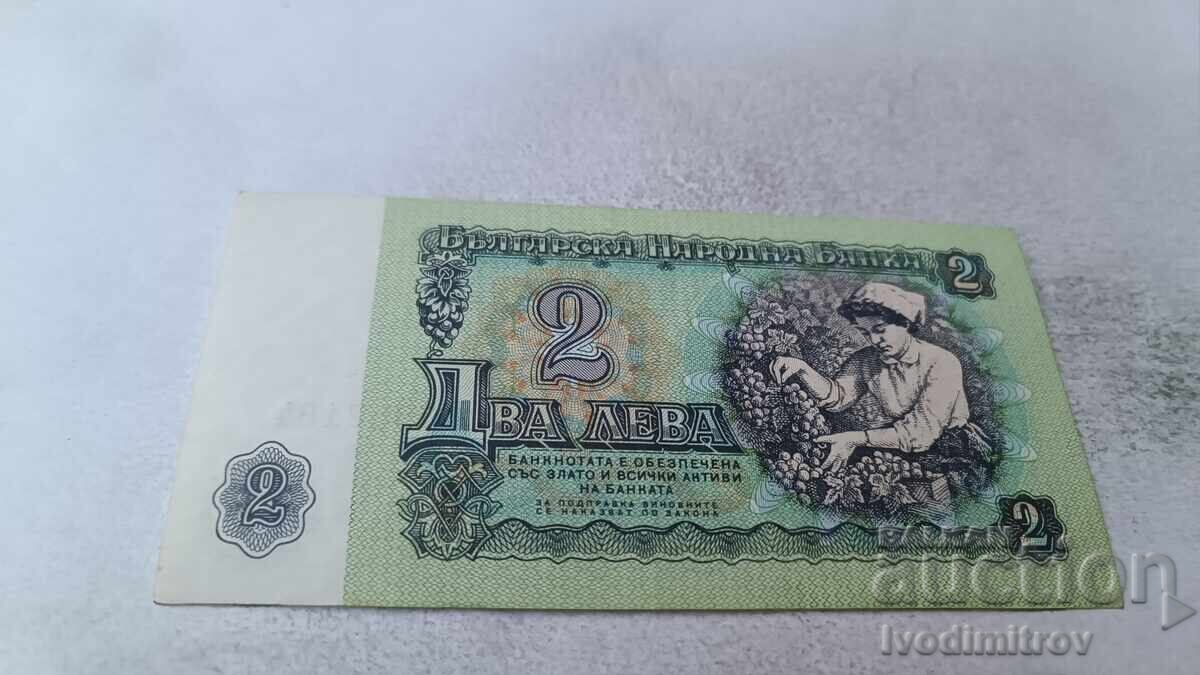 Българска Народна Банка
2
2
Два лева
БАНКНОТАТА Е ОБЕЗПЕЧЕНА
СЪС ЗЛАТО И ВСИЧКИ АКТИВИ
НА БАНКАТА
ЗА ПОДПРАВКА ВИНОВНИТЕ
СЕ НАКАЗВАТ ПО ЗАКОНА
2
2
BALKAN
auction
Ivodimitrov